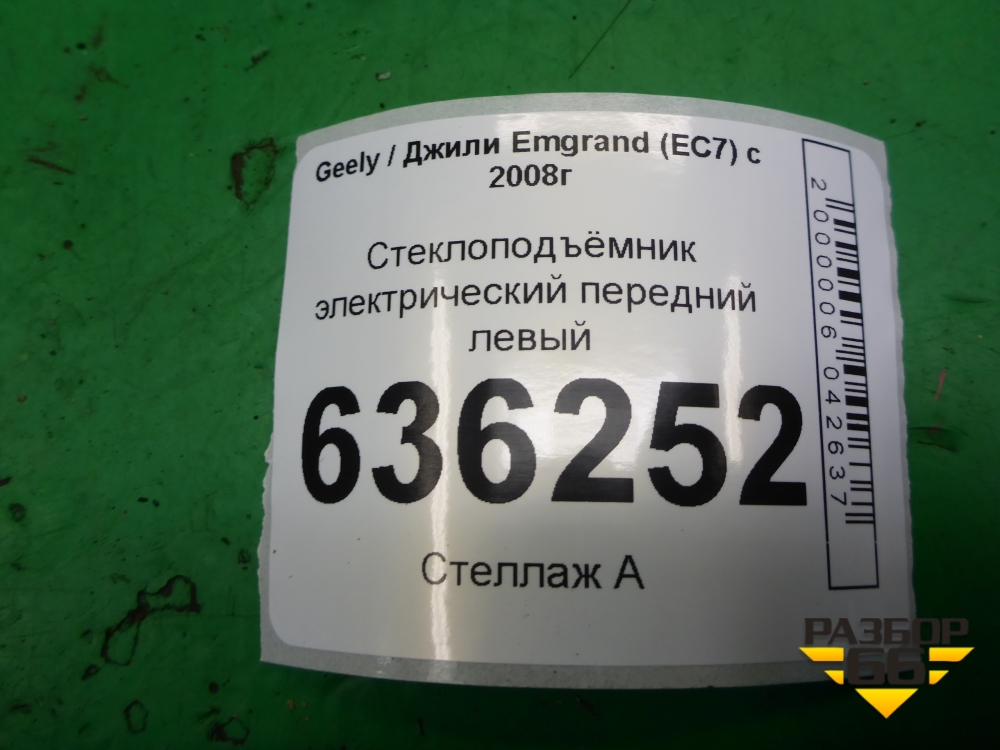 Geely / Джили Emgrand (EC7) с
2008г
Стеклоподъёмник
электрический передний
левый
636252
Стеллаж А
2000006042637
РАЗБОР
66